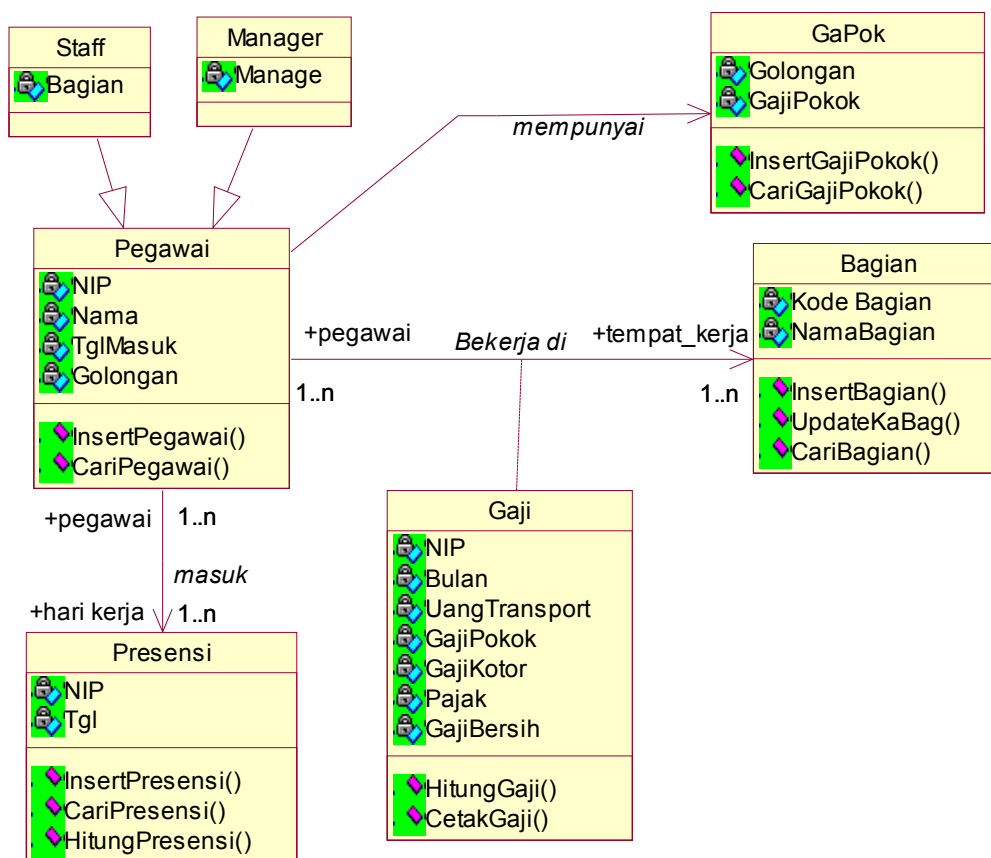 Staff
Bagian
Manager
Manage
GaPok
Golongan
GajiPokok
InsertGajiPokok()
CariGajiPokok()
mempunyai
Pegawai
NIP
Nama
TglMasuk
Golongan
InsertPegawai()
CariPegawai()
+pegawai
1..n
Bekerja di
+tempat_kerja
1..n
Bagian
Kode Bagian
NamaBagian
InsertBagian()
UpdateKaBag()
CariBagian()
+pegawai
1..n
masuk
+hari kerja
1..n
Presensi
NIP
Tgl
InsertPresensi()
CariPresensi()
HitungPresensi()
Gaji
NIP
Bulan
UangTransport
GajiPokok
GajiKotor
Pajak
GajiBersih
HitungGaji()
CetakGaji()